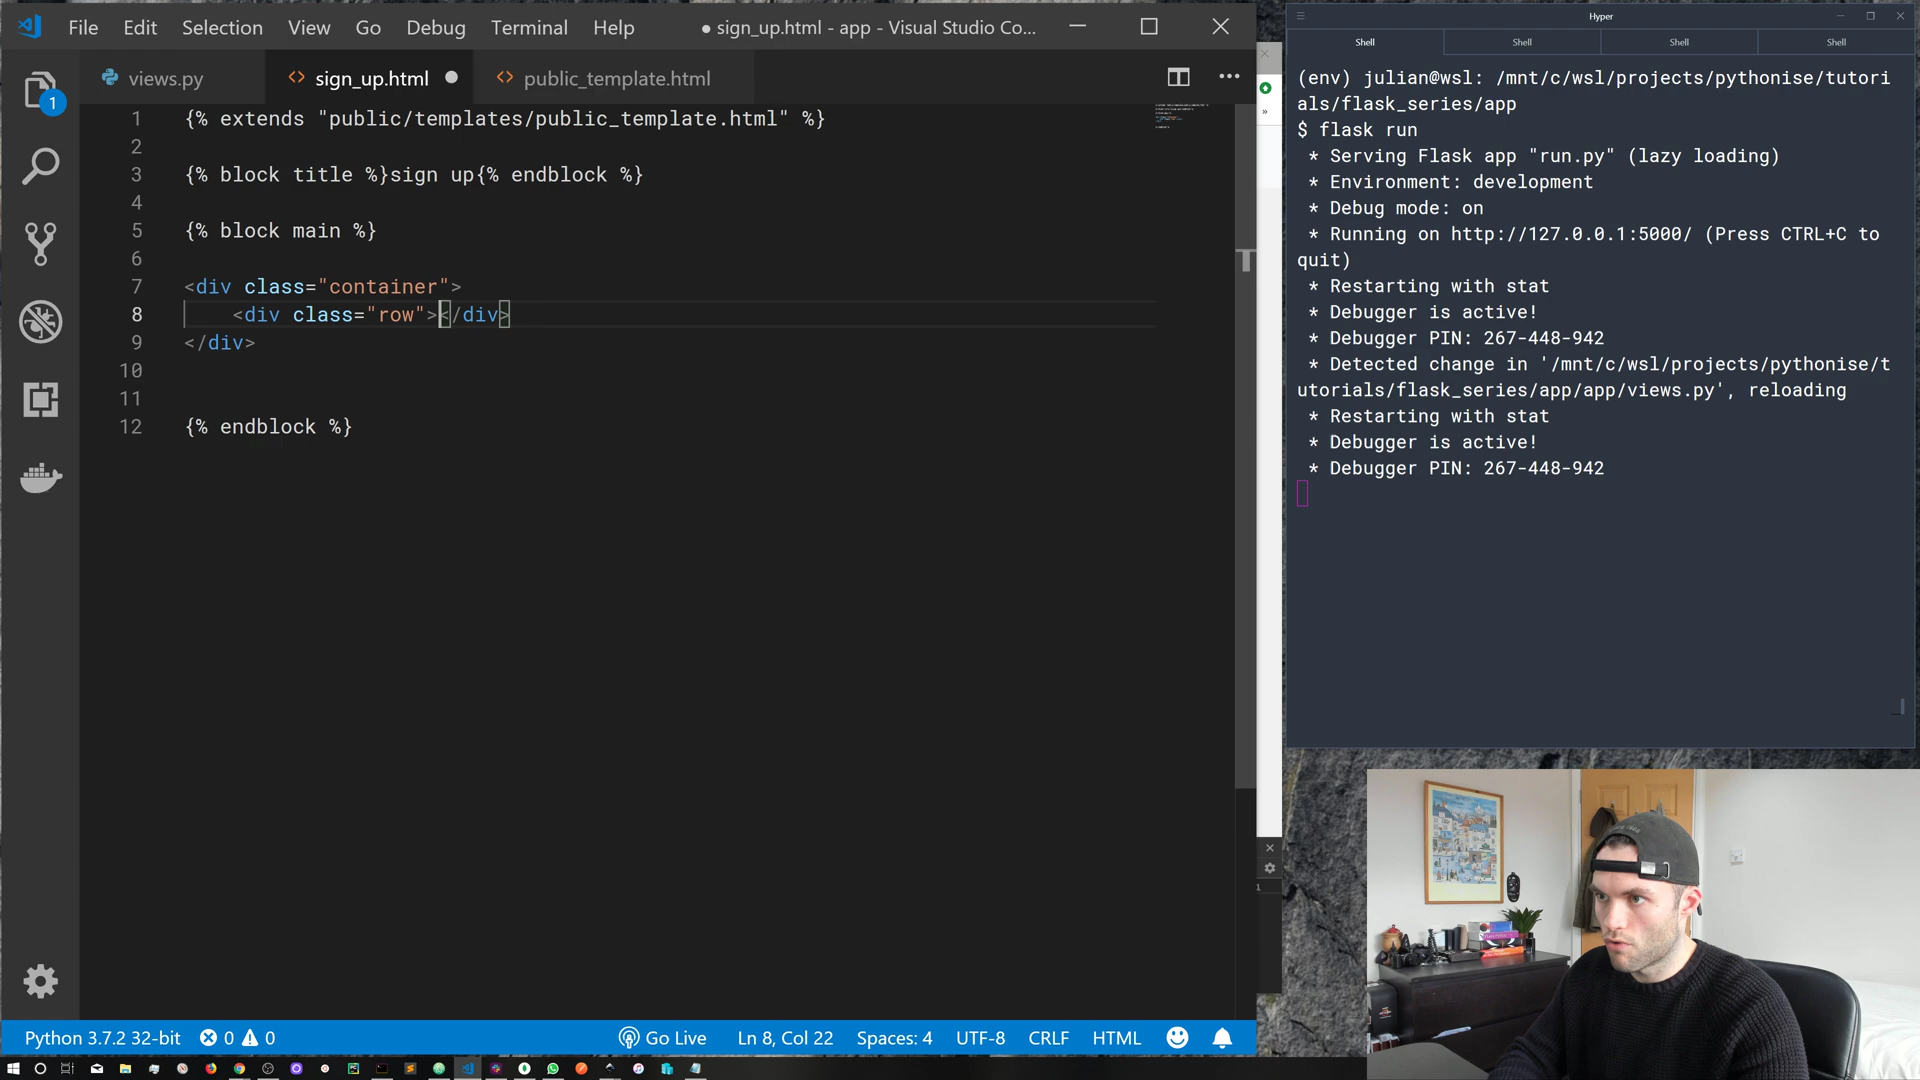 File Edit Selection View Go Debug Terminal Help ● sign_up.html - app - Visual Studio Co...
views.py sign_up.html public_template.html
1
1 {% extends "public/templates/public_template.html" %}
2
3 {% block title %}sign up{% endblock %}
4
5 {% block main %}
6
7 <div class="container">
8 <div class="row"></div>
9 </div>
10
11
12 {% endblock %}
Python 3.7.2 32-bit 0 0 Go Live Ln 8, Col 22 Spaces: 4 UTF-8 CRLF HTML
Hyper
Shell Shell Shell Shell
(env) julian@wsl: /mnt/c/wsl/projects/pythonise/tutori
als/flask_series/app
$ flask run
* Serving Flask app "run.py" (lazy loading)
* Environment: development
* Debug mode: on
* Running on http://127.0.0.1:5000/ (Press CTRL+C to
quit)
* Restarting with stat
* Debugger is active!
* Debugger PIN: 267-448-942
* Detected change in '/mnt/c/wsl/projects/pythonise/t
utorials/flask_series/app/app/views.py', reloading
* Restarting with stat
* Debugger is active!
* Debugger PIN: 267-448-942